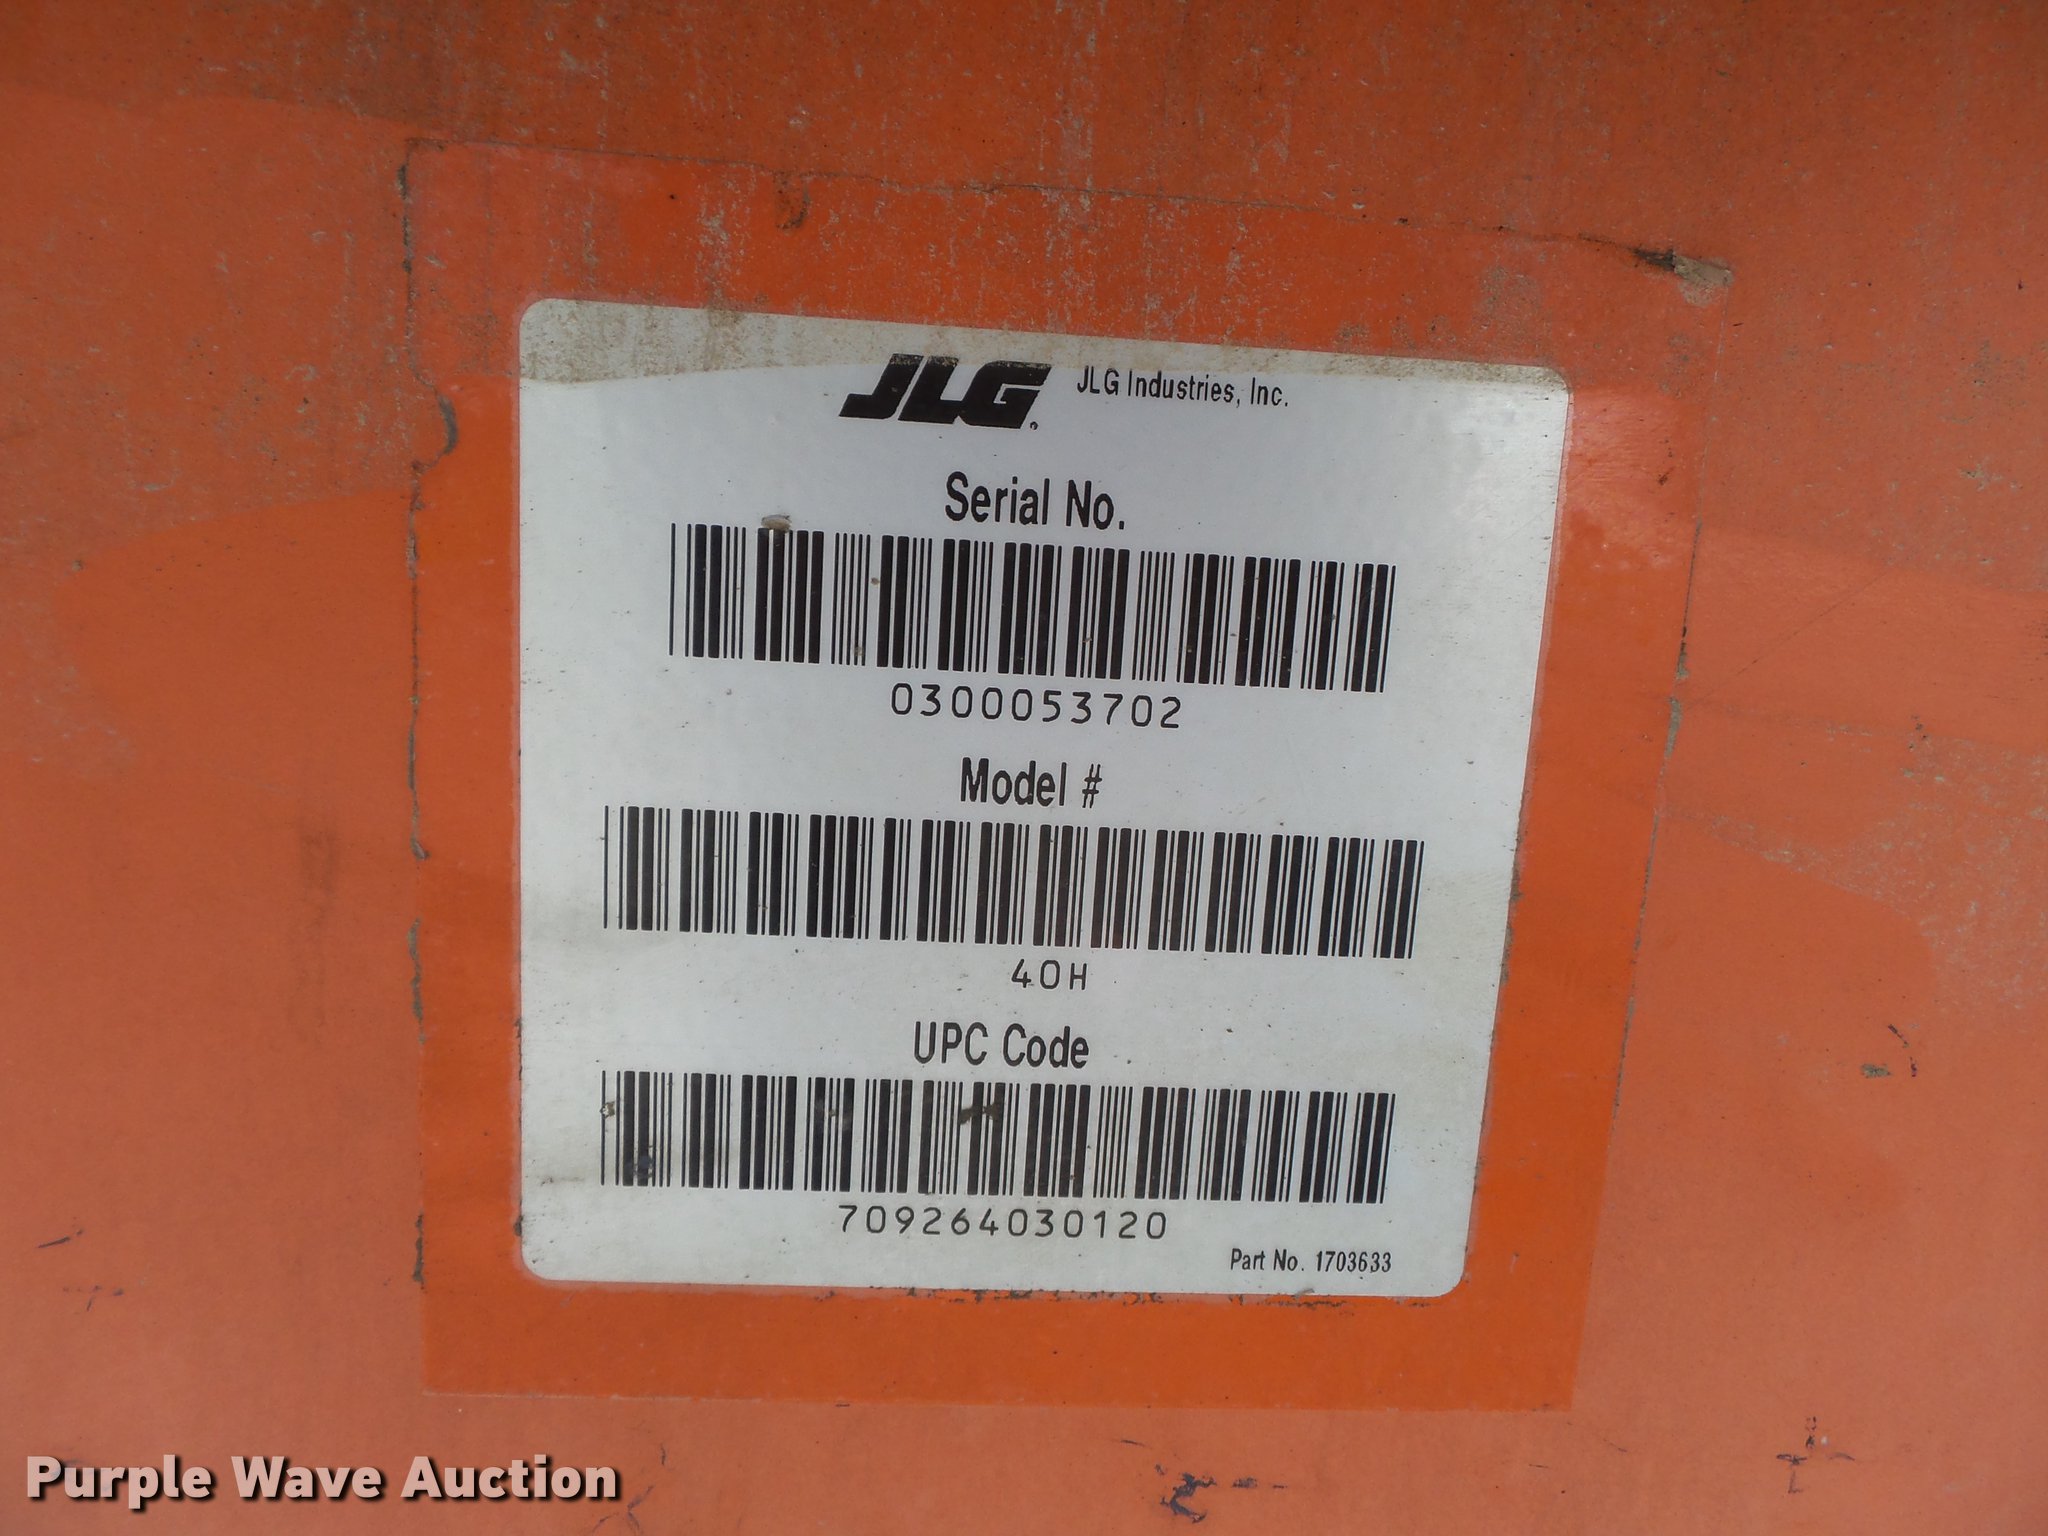 JLG JLG Industries, Inc.
Serial No.
0300053702
Model #
40H
UPC Code
709264030120
Part No. 1703633
Purple Wave Auction